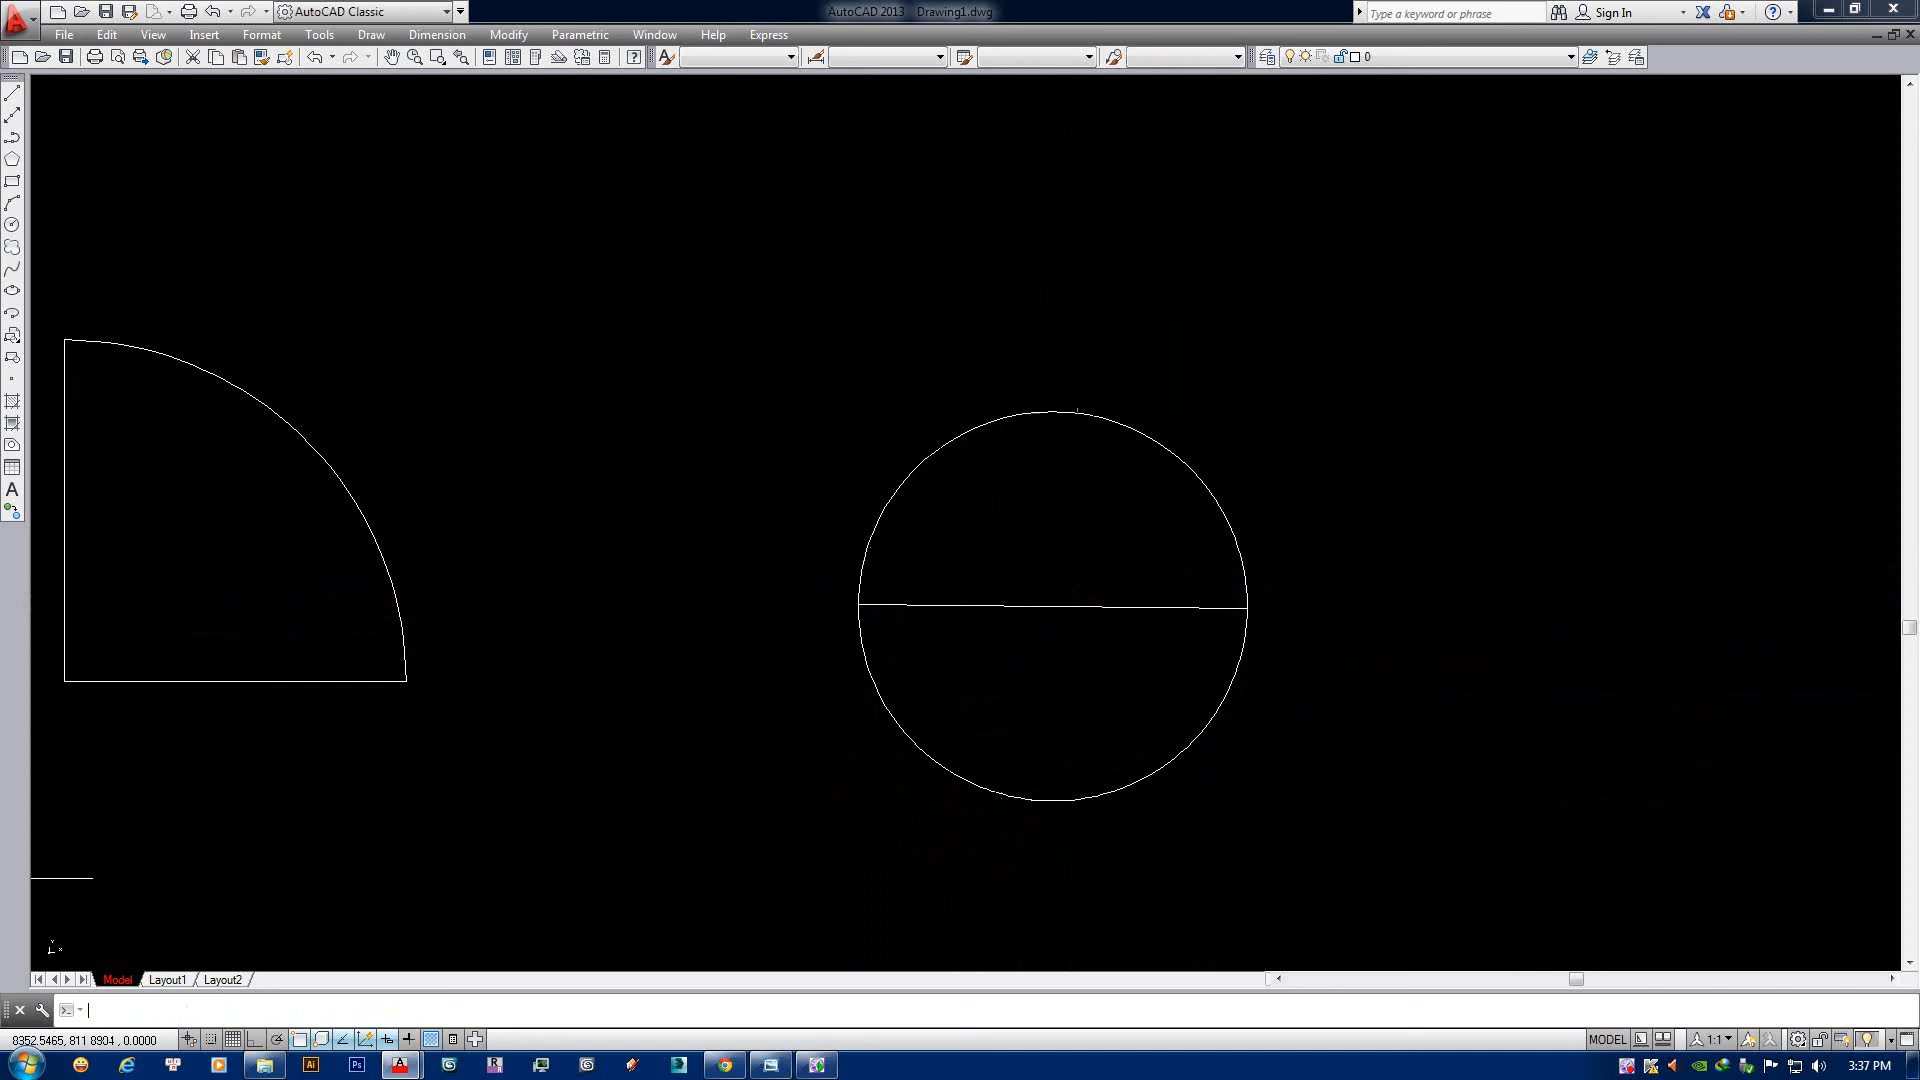 AutoCAD Classic
AutoCAD 2013 Drawing1.dwg
Type a keyword or phrase
Sign In
File Edit View Insert Format Tools Draw Dimension Modify Parametric Window Help Express
0
A
Y
X
Model Layout1 Layout2
8352.5465, 811 8904 , 0.0000
MODEL
1:1
Ai
Ps
3:37 PM